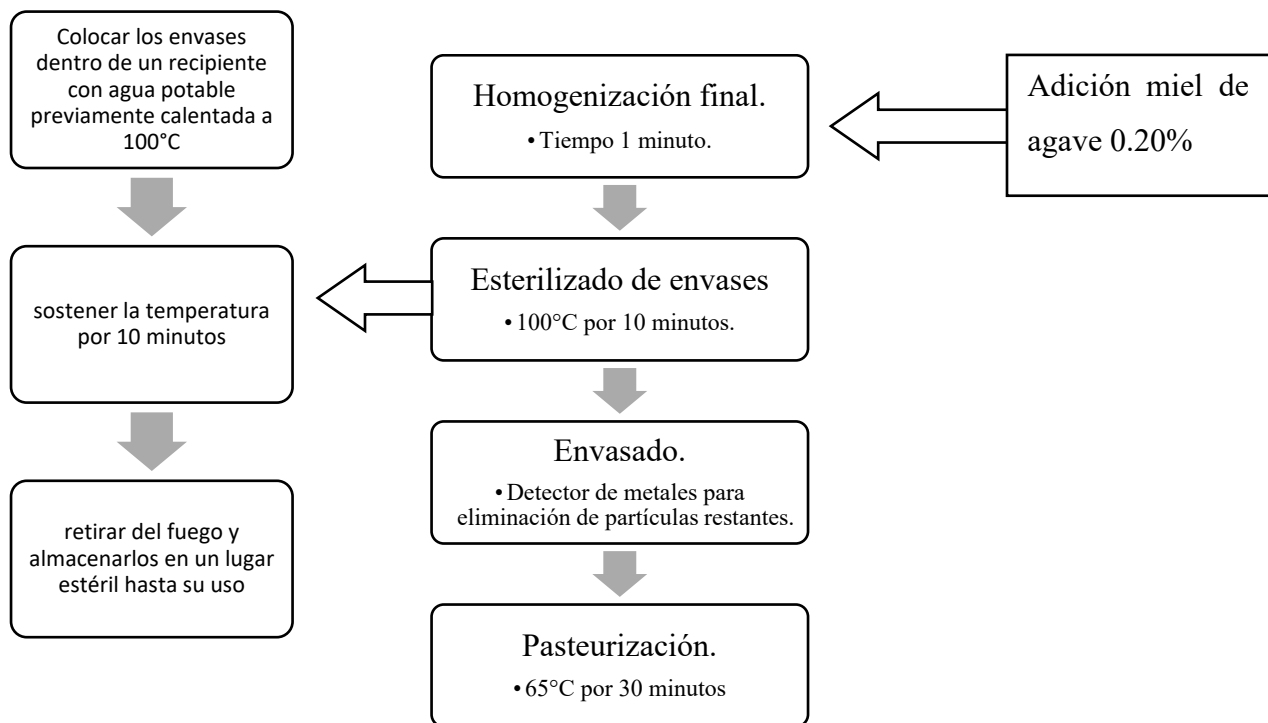 Colocar los envases
dentro de un recipiente
con agua potable
previamente calentada a
100°C
sostener la temperatura
por 10 minutos
retirar del fuego y
almacenarlos en un lugar
estéril hasta su uso
Homogenización final.
• Tiempo 1 minuto.
Esterilizado de envases
• 100°C por 10 minutos.
Envasado.
• Detector de metales para
eliminación de partículas restantes.
Pasteurización.
• 65°C por 30 minutos
Adición miel de
agave 0.20%